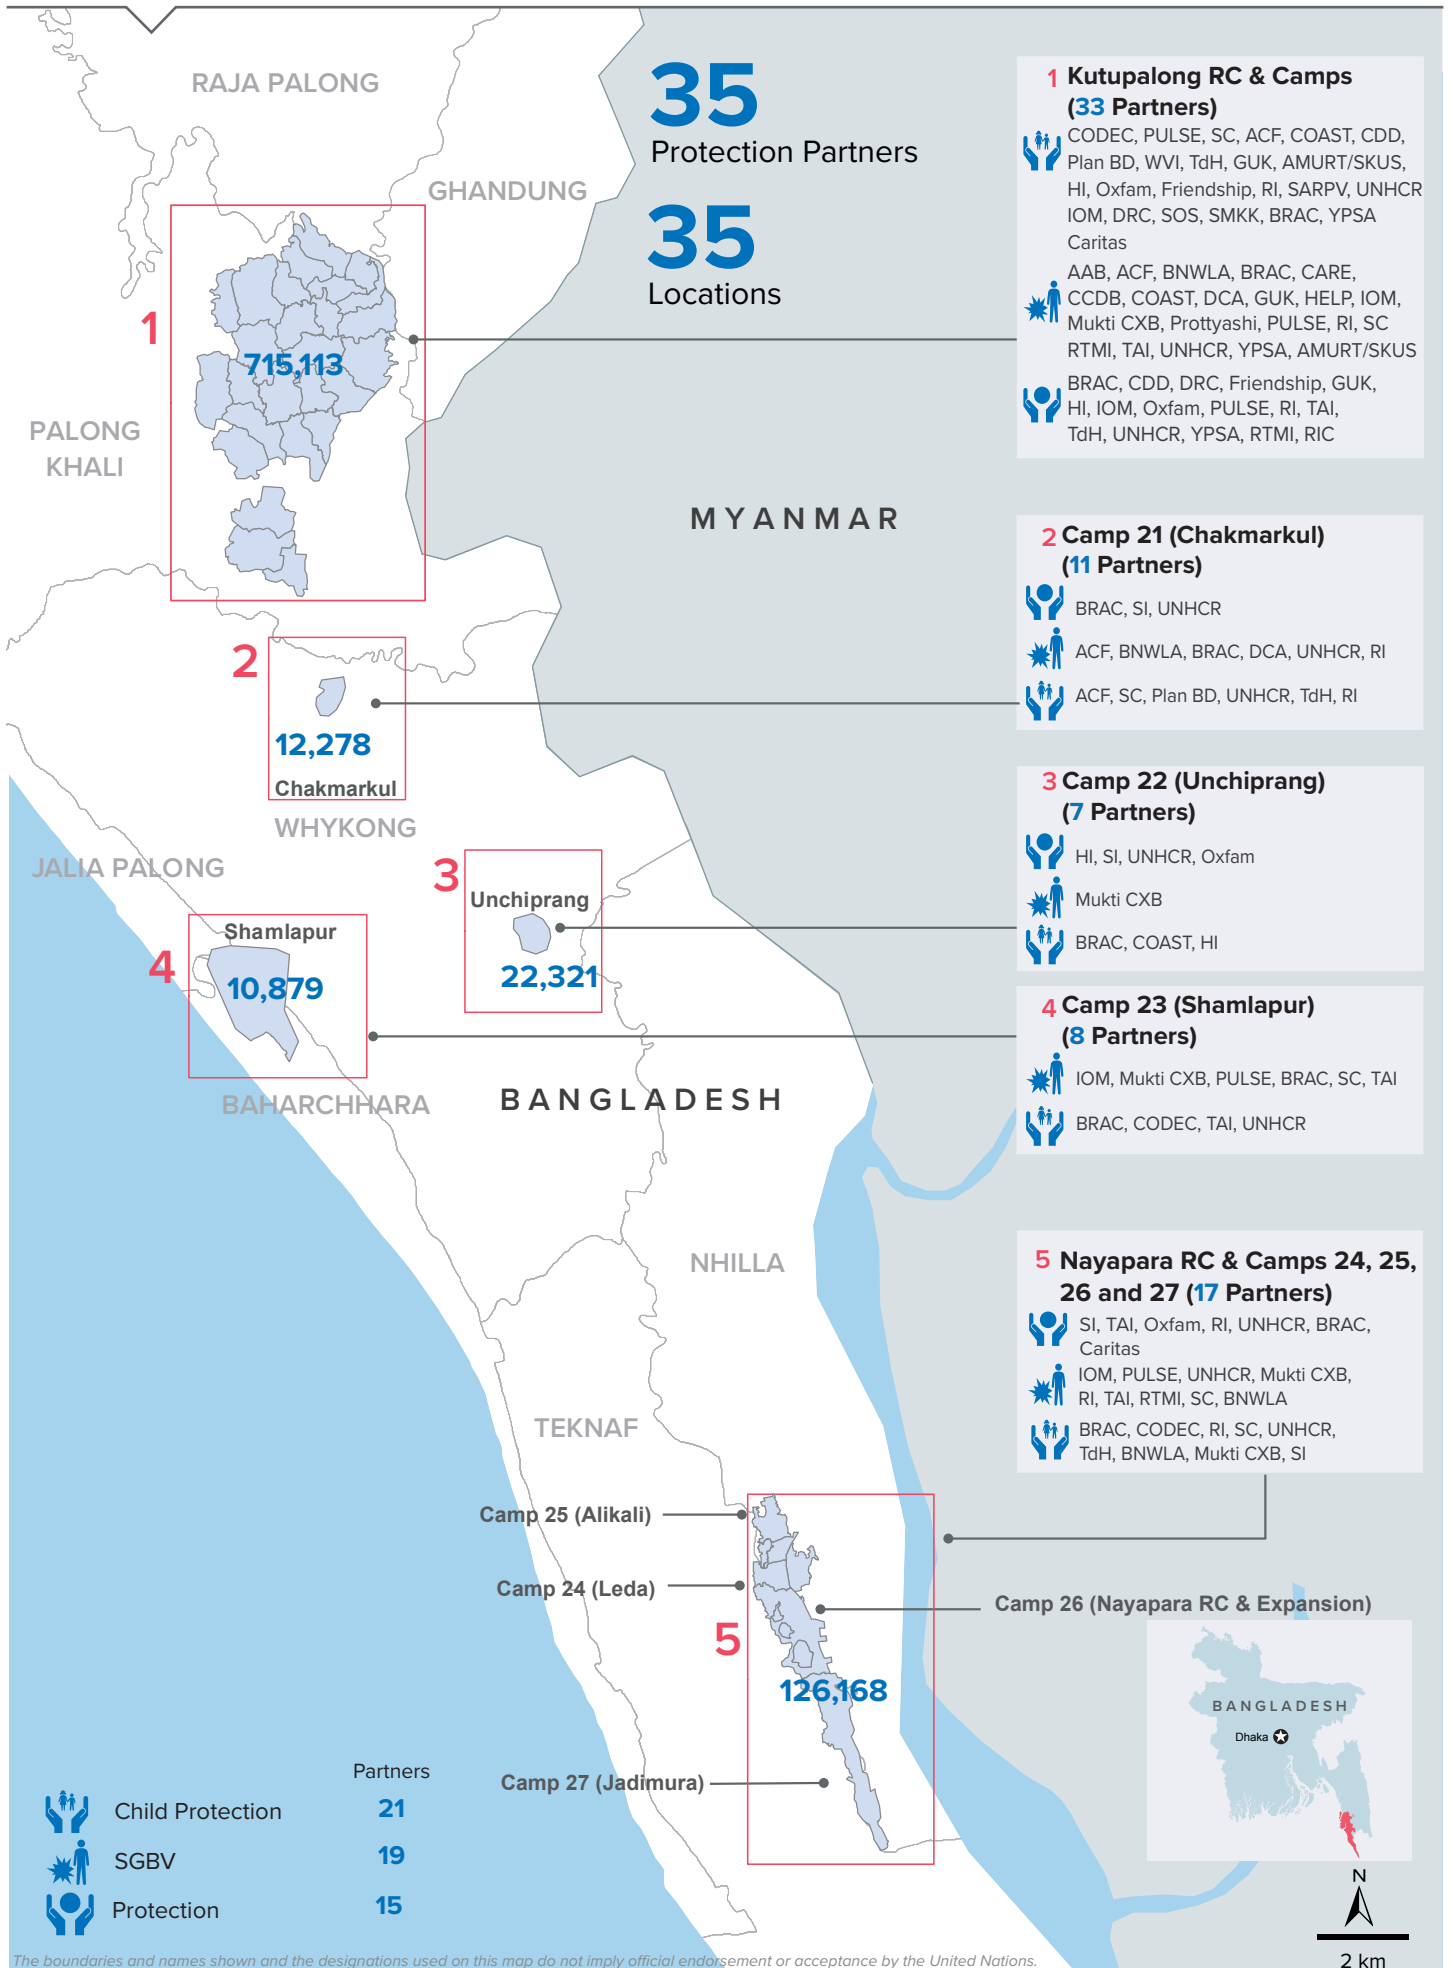 RAJA PALONG
GHANDUNG
35
Protection Partners
35
Locations
1
715,113
PALONG
KHALI
MYANMAR
2
12,278
Chakmarkul
WHYKONG
JALIA PALONG
3
Unchiprang
22,321
4
Shamlapur
10,879
BAHARCHHARA
BANGLADESH
NHILLA
TEKNAF
Camp 25 (Alikali)
Camp 24 (Leda)
5
Camp 26 (Nayapara RC & Expansion)
126,168
Camp 27 (Jadimura)
1 Kutupalong RC & Camps
(33 Partners)
CODEC, PULSE, SC, ACF, COAST, CDD,
Plan BD, WVI, TdH, GUK, AMURT/SKUS,
HI, Oxfam, Friendship, RI, SARPV, UNHCR
IOM, DRC, SOS, SMKK, BRAC, YPSA
Caritas
AAB, ACF, BNWLA, BRAC, CARE,
CCDB, COAST, DCA, GUK, HELP, IOM,
Mukti CXB, Prottyashi, PULSE, RI, SC
RTMI, TAI, UNHCR, YPSA, AMURT/SKUS
BRAC, CDD, DRC, Friendship, GUK,
HI, IOM, Oxfam, PULSE, RI, TAI,
TdH, UNHCR, YPSA, RTMI, RIC
2 Camp 21 (Chakmarkul)
(11 Partners)
BRAC, SI, UNHCR
ACF, BNWLA, BRAC, DCA, UNHCR, RI
ACF, SC, Plan BD, UNHCR, TdH, RI
3 Camp 22 (Unchiprang)
(7 Partners)
HI, SI, UNHCR, Oxfam
Mukti CXB
BRAC, COAST, HI
4 Camp 23 (Shamlapur)
(8 Partners)
IOM, Mukti CXB, PULSE, BRAC, SC, TAI
BRAC, CODEC, TAI, UNHCR
5 Nayapara RC & Camps 24, 25,
26 and 27 (17 Partners)
SI, TAI, Oxfam, RI, UNHCR, BRAC,
Caritas
IOM, PULSE, UNHCR, Mukti CXB,
RI, TAI, RTMI, SC, BNWLA
BRAC, CODEC, RI, SC, UNHCR,
TdH, BNWLA, Mukti CXB, SI
BANGLADESH
Dhaka
N
2 km
Partners
Child Protection 21
SGBV 19
Protection 15
The boundaries and names shown and the designations used on this map do not imply official endorsement or acceptance by the United Nations.